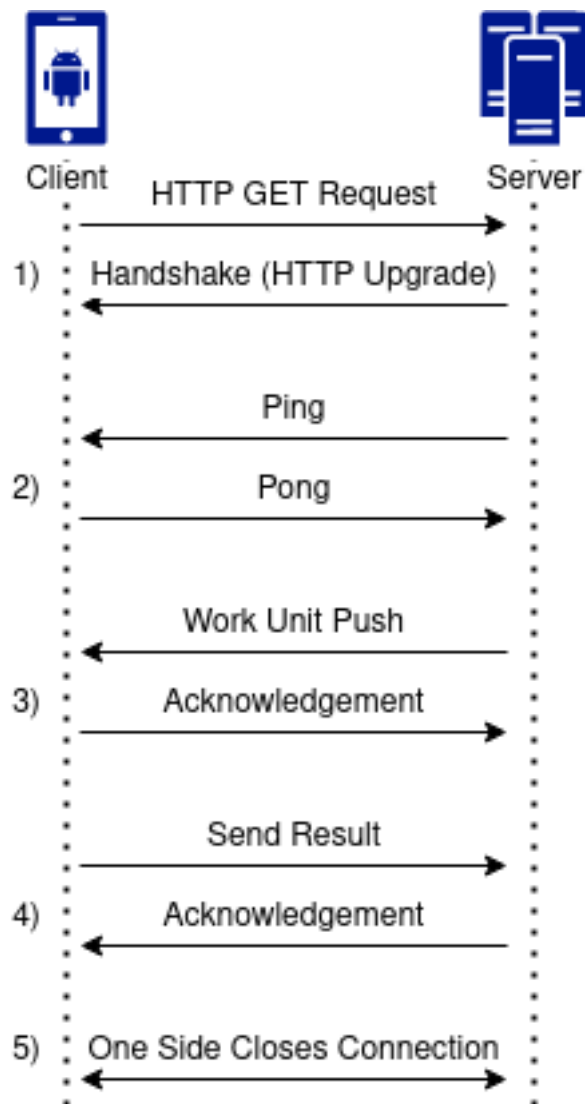 Client
Server
HTTP GET Request
1)
Handshake (HTTP Upgrade)
Ping
2)
Pong
Work Unit Push
3)
Acknowledgement
Send Result
4)
Acknowledgement
5)
One Side Closes Connection